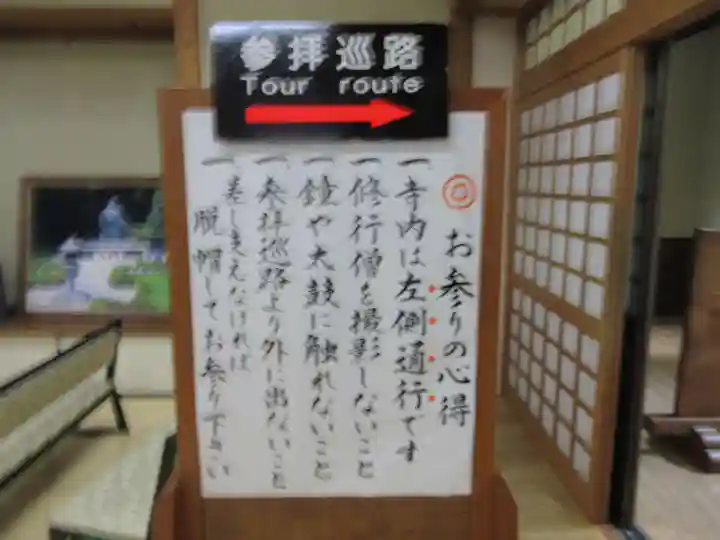 参拝巡路
Tour route
お参りの心得
一 寺内は左側通行です
一 修行僧を撮影しないこと
一 鐘や太鼓に触れないこと
一 参拝巡路より外に出ないこと
一 差し支えなければ
脱帽してお参り下さい